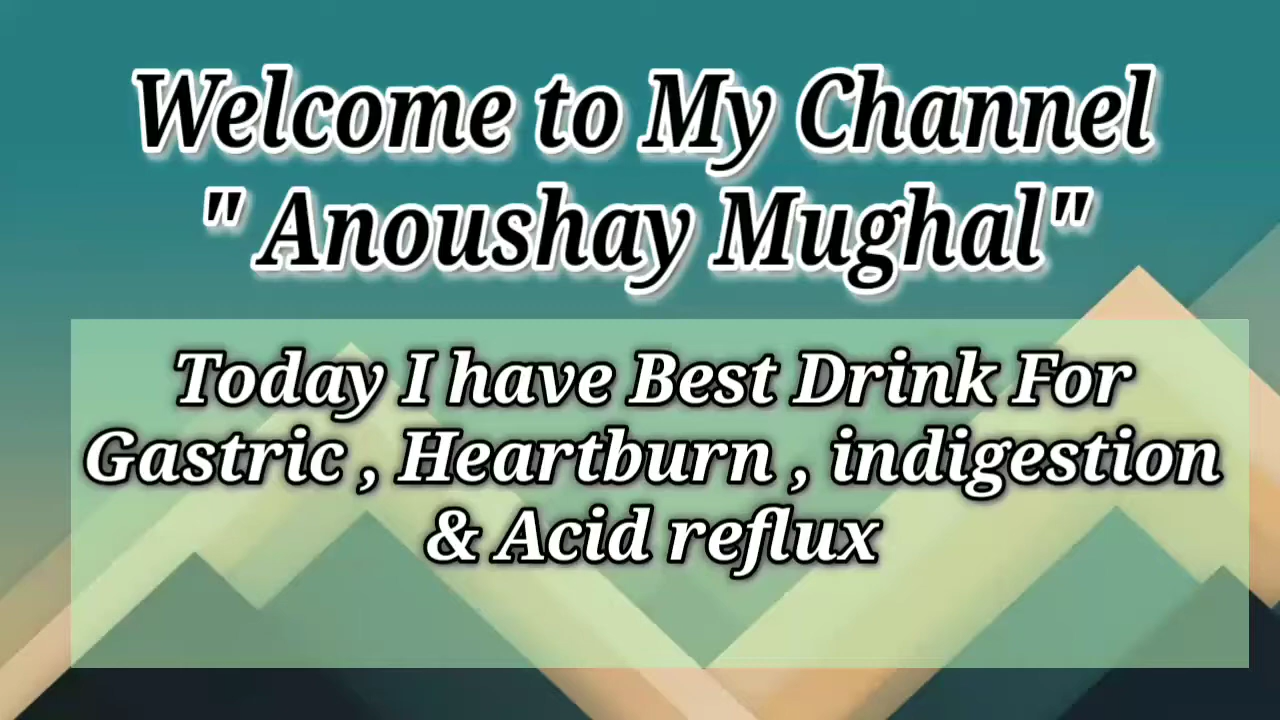 Welcome to My Channel
" Anoushay Mughal"
Today I have Best Drink For
Gastric , Heartburn , indigestion
& Acid reflux